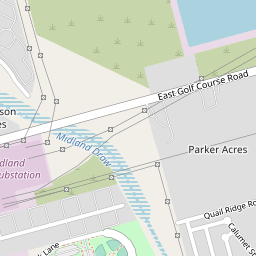 East Golf Course Road
son
es
Midland Draw
Parker Acres
dland
ubstation
Quail Ridge Ro
Calumet S
k Lane